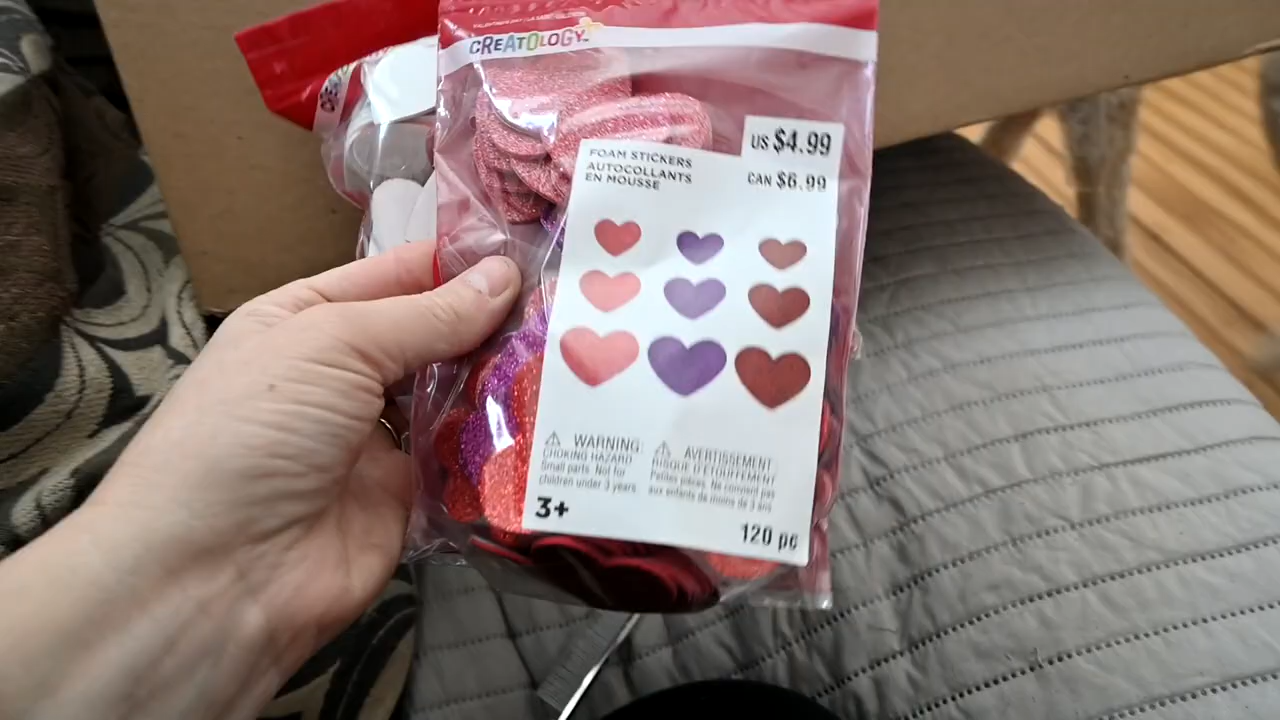 CREATOLOGY
US $4.99
CAN $6.99
FOAM STICKERS
AUTOCOLLANTS
EN MOUSSE
WARNING:
CHOKING HAZARD
Small parts. Not for
children under 3 years
AVERTISSEMENT
RISQUE D'ÉTOUFFEMENT
Petites pièces. Ne convient pas
aux enfants de moins de 3 ans
3+
120 pc